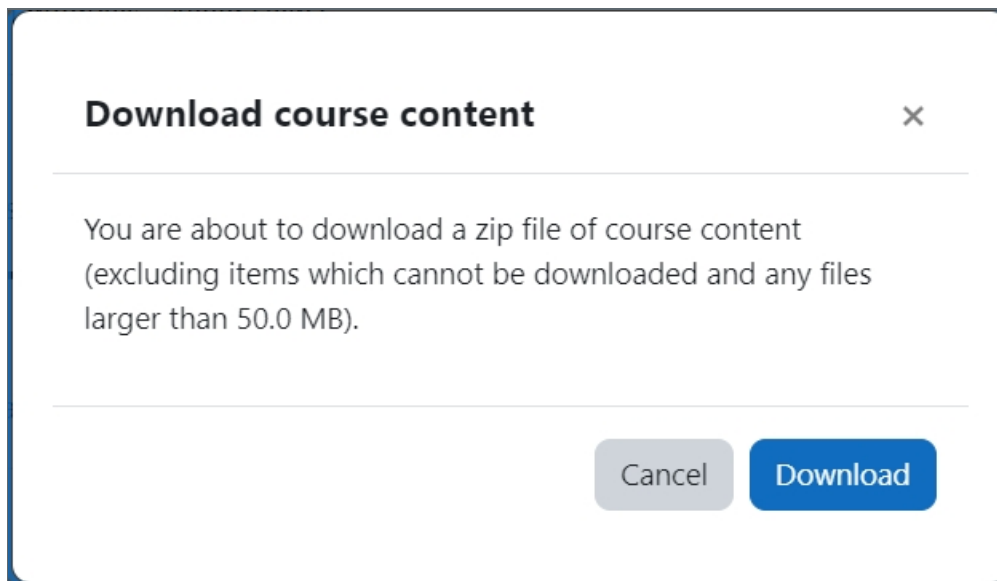 Download course content
×
You are about to download a zip file of course content
(excluding items which cannot be downloaded and any files
larger than 50.0 MB).
Cancel
Download